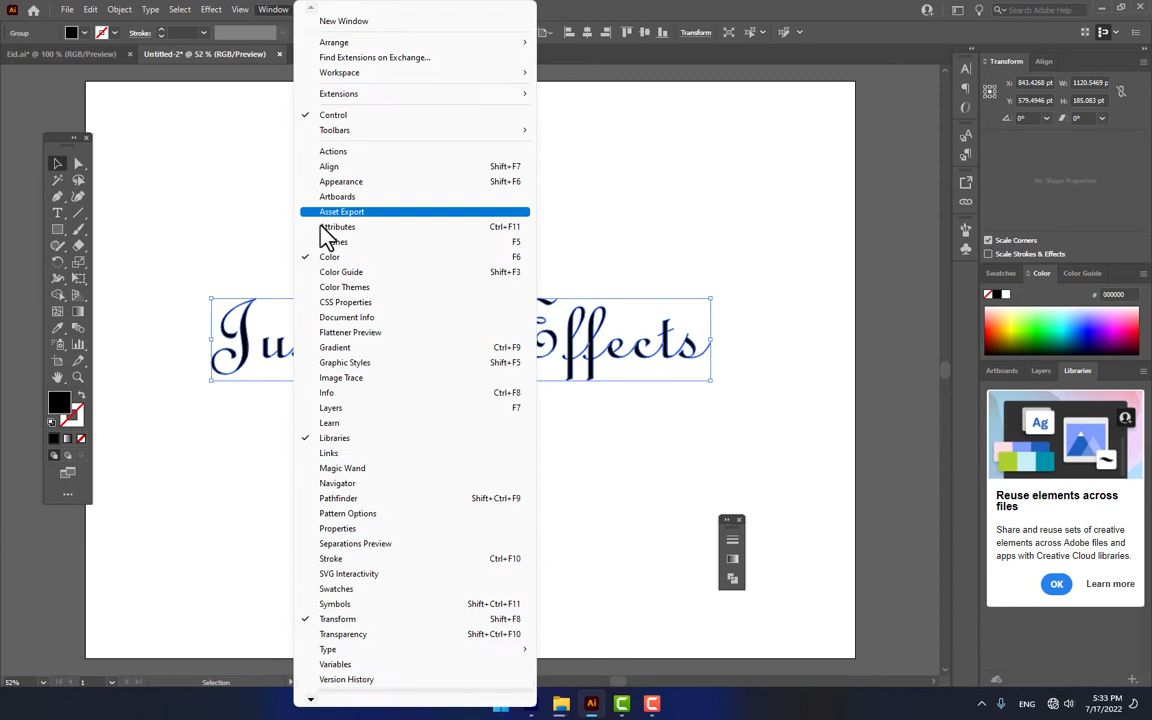 Ai File Edit Object Type Select Effect View Window
Search Adobe Help
Group Stroke: Transform
Eid.ai* @ 100 % (RGB/Preview) Untitled-2* @ 52 % (RGB/Preview)
New Window
Arrange
Find Extensions on Exchange...
Workspace
Extensions
Control
Toolbars
Actions
Align Shift+F7
Appearance Shift+F6
Artboards
Asset Export
Attributes Ctrl+F11
F5
Color F6
Color Guide Shift+F3
Color Themes
CSS Properties
Document Info
Flattener Preview
Gradient Ctrl+F9
Graphic Styles Shift+F5
Image Trace
Info Ctrl+F8
Layers F7
Learn
Libraries
Links
Magic Wand
Navigator
Pathfinder Shift+Ctrl+F9
Pattern Options
Properties
Separations Preview
Stroke Ctrl+F10
SVG Interactivity
Swatches
Symbols Shift+Ctrl+F11
Transform Shift+F8
Transparency Shift+Ctrl+F10
Type
Variables
Version History
Effects
Transform Align
X: 843.4268 pt W: 1120.5469 p
Y: 579.4946 pt H: 185.083 pt
0° 0°
No Shape Properties
Scale Corners
Scale Strokes & Effects
Swatches Color Color Guide
# 000000
Artboards Layers Libraries
Ag
Reuse elements across
files
Share and reuse sets of creative
elements across Adobe files and
apps with Creative Cloud libraries.
OK Learn more
52% 1 Selection
Ai
ENG
5:33 PM
7/17/2022